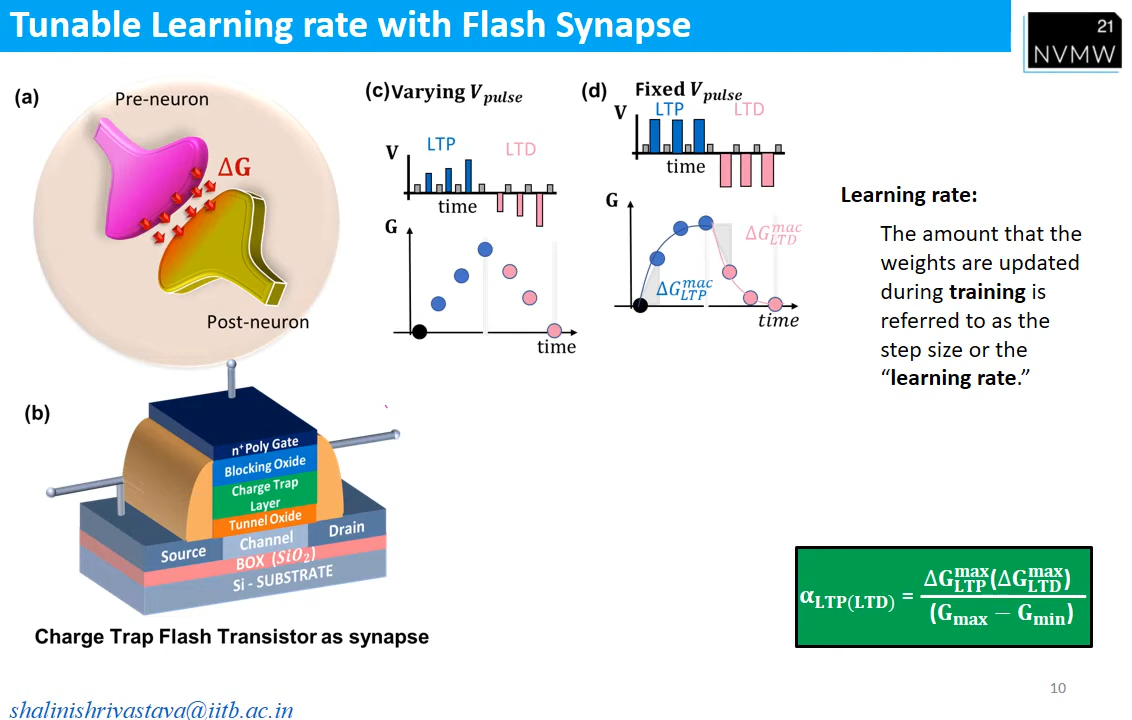 Tunable Learning rate with Flash Synapse
21
NVMW
(a)
Pre-neuron
ΔG
Post-neuron
(b)
n⁺Poly Gate
Blocking Oxide
Charge Trap
Layer
Tunnel Oxide
Source
Channel
Drain
BOX (SiO₂)
Si - SUBSTRATE
Charge Trap Flash Transistor as synapse
(c)Varying V_pulse
V
LTP
LTD
time
G
time
(d) Fixed V_pulse
V
LTP
LTD
time
G
ΔG_LTP^mac
ΔG_LTD^mac
time
Learning rate:
The amount that the
weights are updated
during training is
referred to as the
step size or the
“learning rate.”
α_LTP(LTD) = ΔG_LTP^max(ΔG_LTD^max) / (G_max − G_min)
10
shalinishrivastava@iitb.ac.in